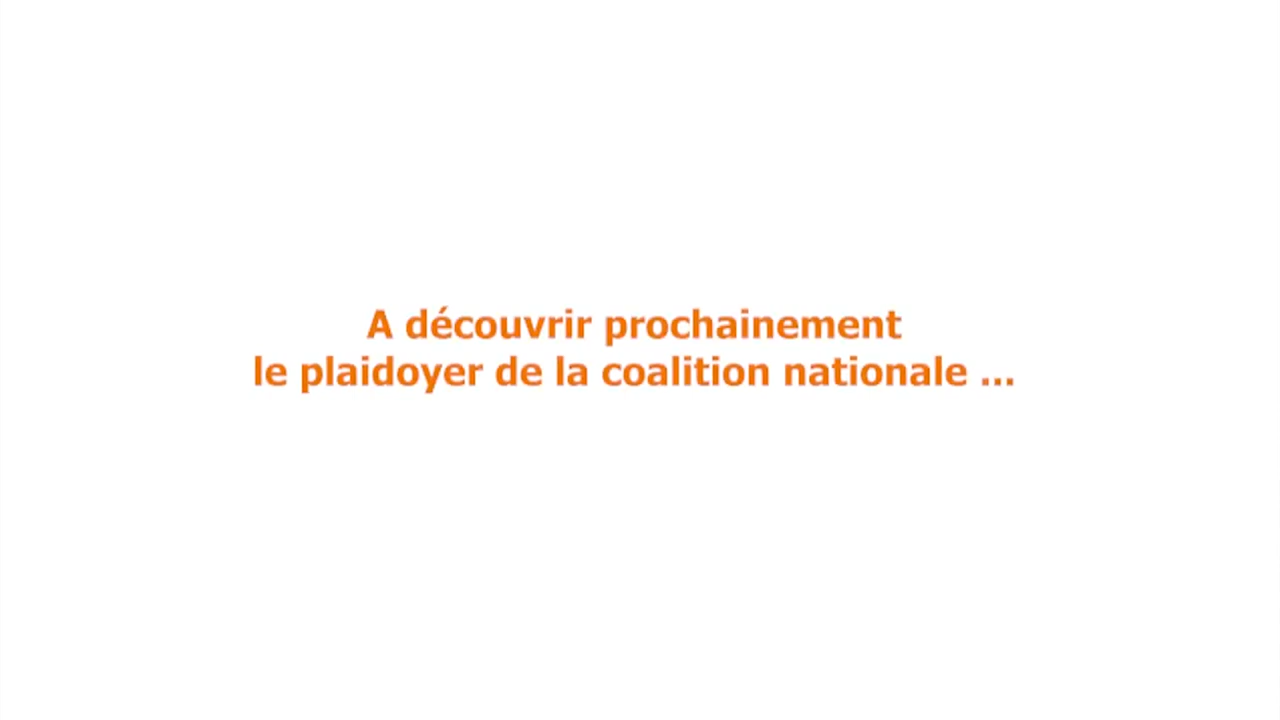 A découvrir prochainement
le plaidoyer de la coalition nationale ...